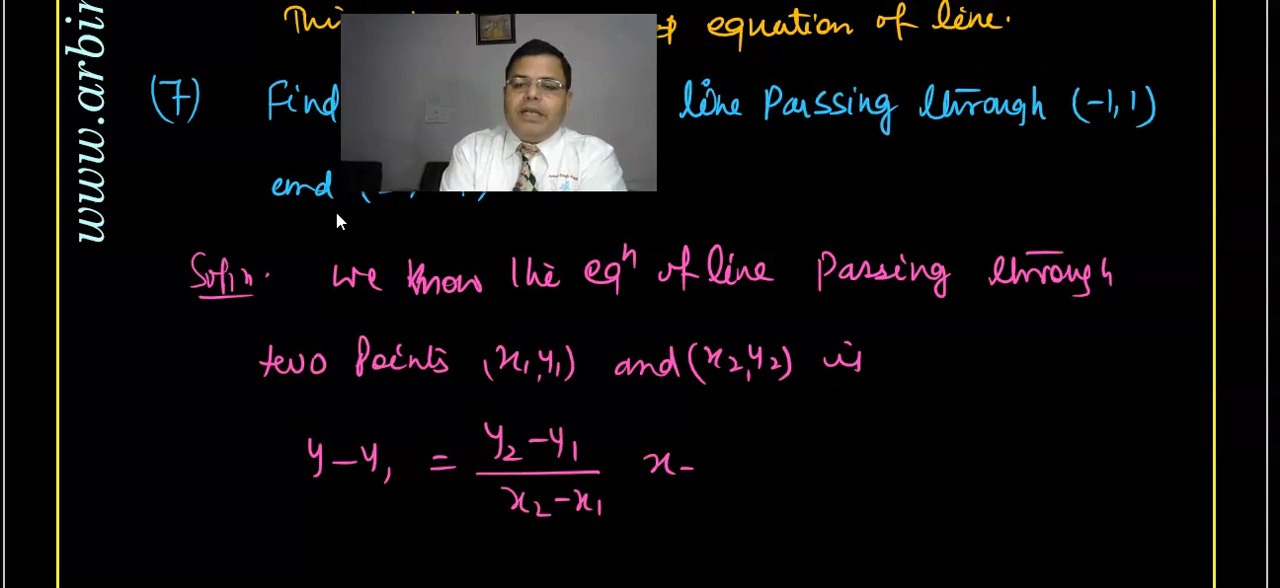 www.arbin
equation of line.
(7) Find line Parssing through (-1, 1)
and
Soln. we know the eqn of line Passing through
two Points (x1, y1) and (x2, y2) is
y - y1 = y2 - y1 / x2 - x1 x -